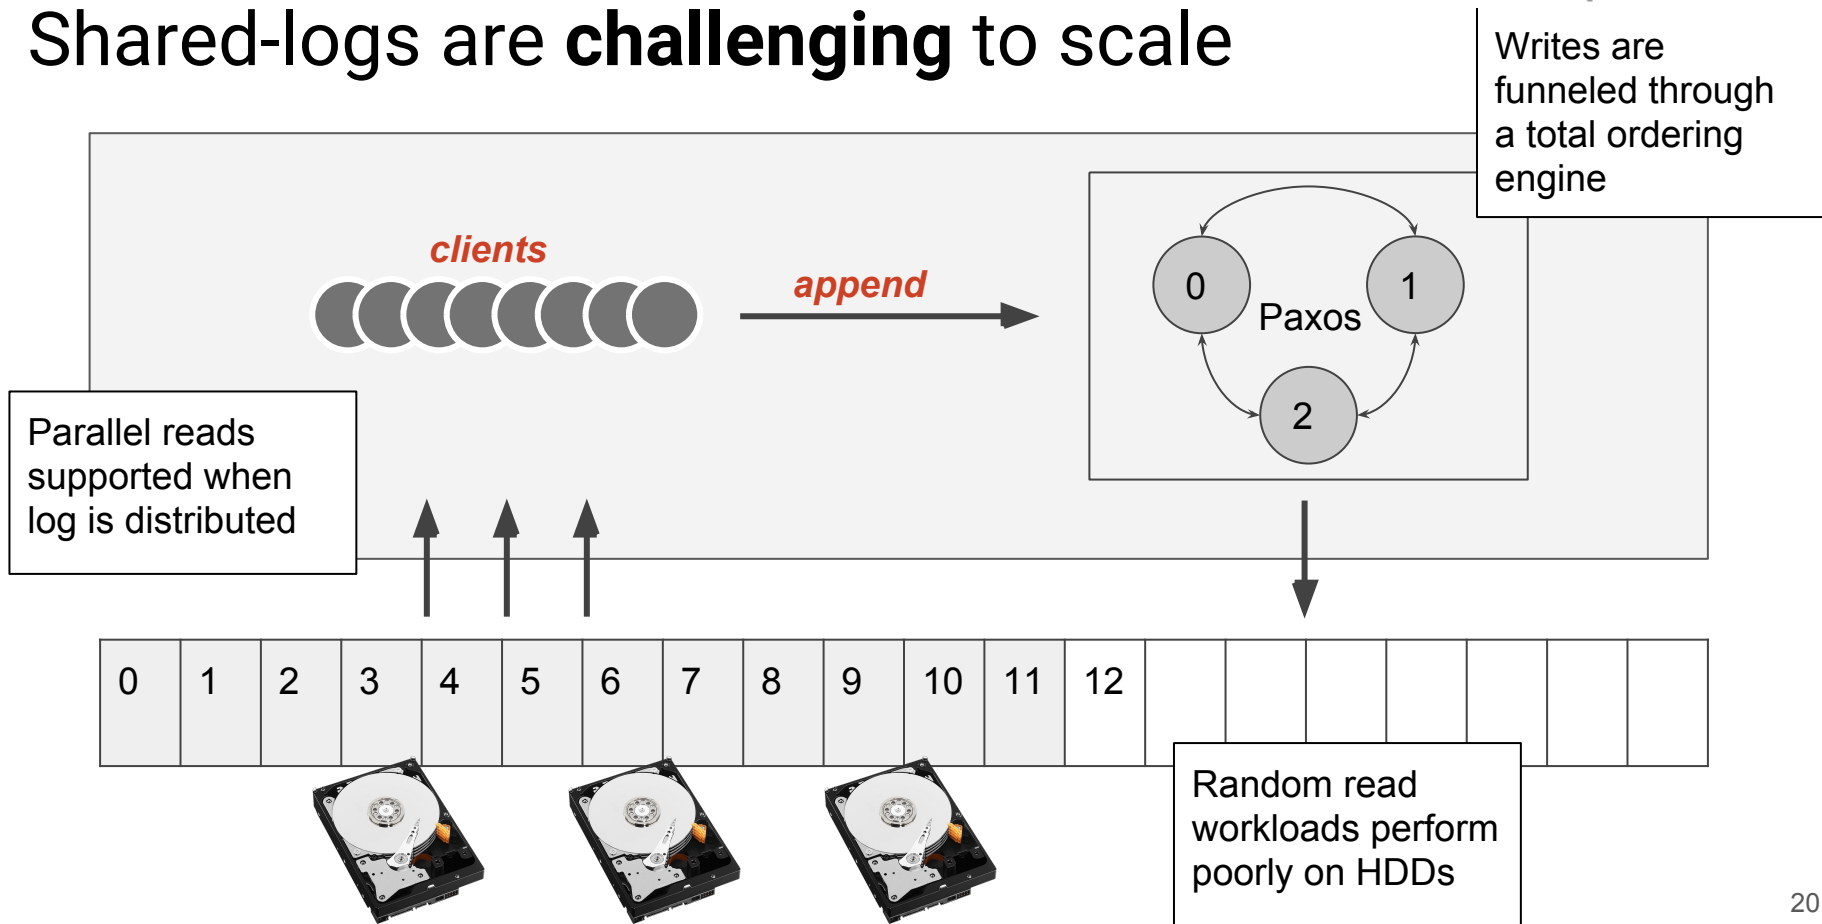 Shared-logs are challenging to scale
Writes are
funneled through
a total ordering
engine
clients
append
0
1
Paxos
2
Parallel reads
supported when
log is distributed
0 1 2 3 4 5 6 7 8 9 10 11 12
Random read
workloads perform
poorly on HDDs
20